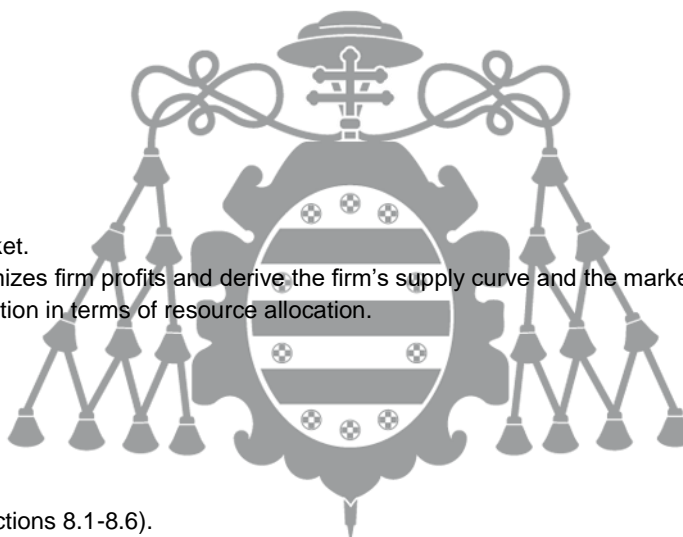 ket.
nizes firm profits and derive the firm's supply curve and the marke
tion in terms of resource allocation.
ctions 8.1-8.6).